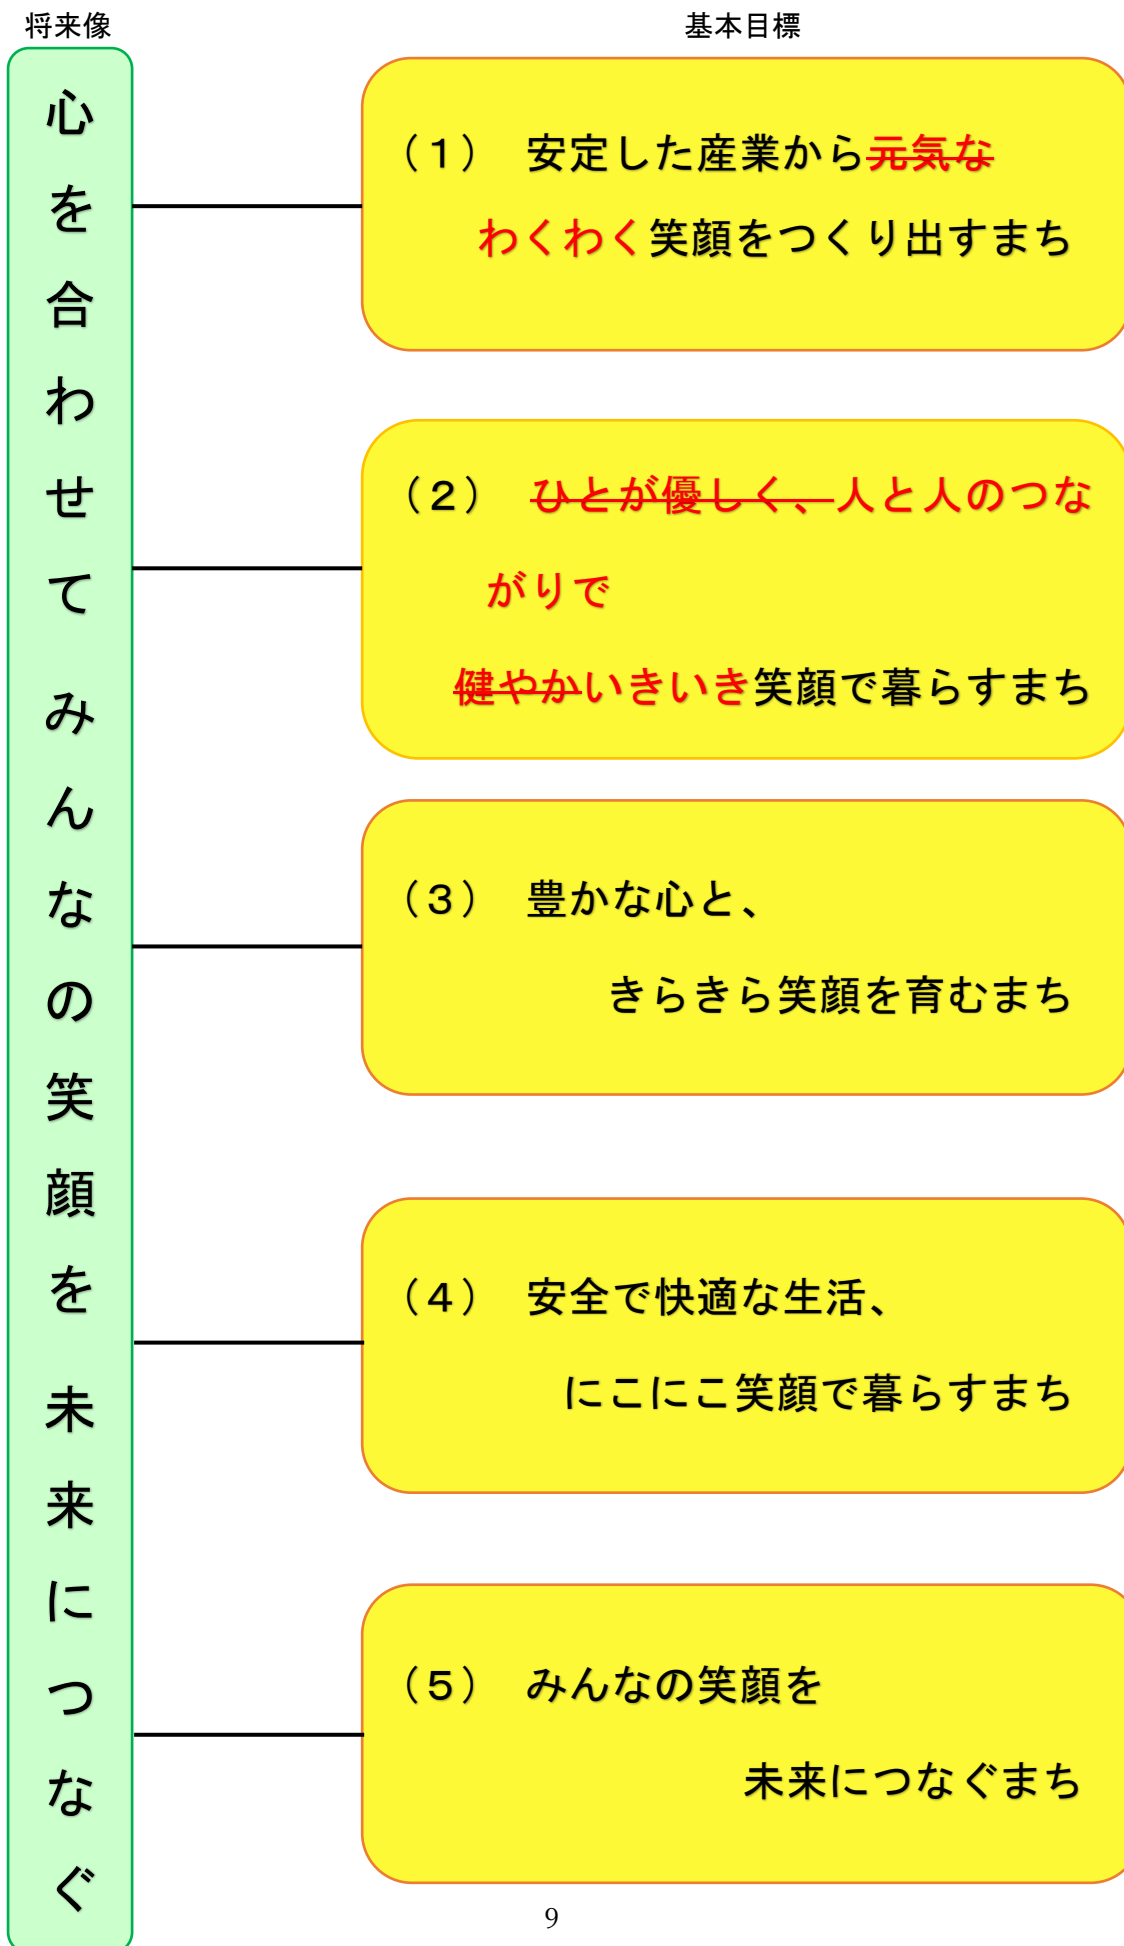 将来像
基本目標
心を合わせて みんなの笑顔を 未来につなぐ
(1) 安定した産業から元気な
わくわく笑顔をつくり出すまち
(2) ひとが優しく、人と人のつな
がりで
健やかいきいき笑顔で暮らすまち
(3) 豊かな心と、
きらきら笑顔を育むまち
(4) 安全で快適な生活、
にこにこ笑顔で暮らすまち
(5) みんなの笑顔を
未来につなぐまち
9